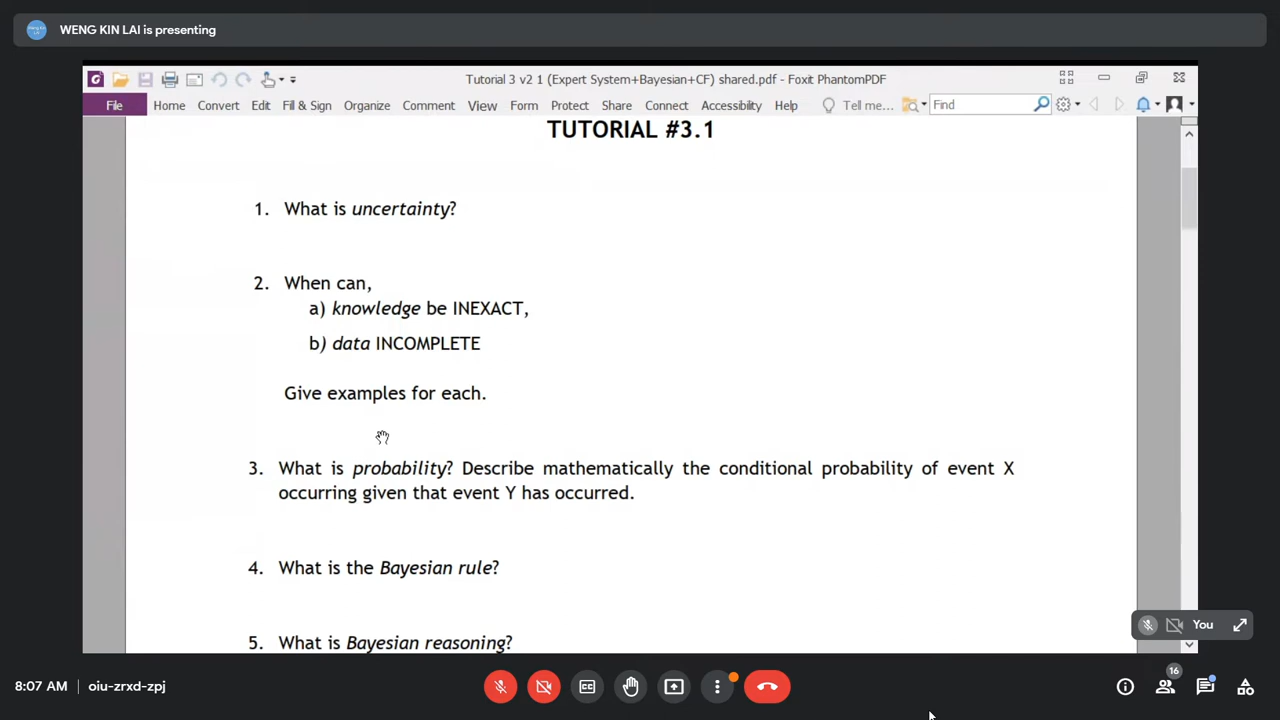 WENG KIN LAI is presenting
Tutorial 3 v2 1 (Expert System+Bayesian+CF) shared.pdf - Foxit PhantomPDF
File Home Convert Edit Fill & Sign Organize Comment View Form Protect Share Connect Accessibility Help Tell me... Find
TUTORIAL #3.1
1. What is uncertainty?
2. When can,
a) knowledge be INEXACT,
b) data INCOMPLETE
Give examples for each.
3. What is probability? Describe mathematically the conditional probability of event X
occurring given that event Y has occurred.
4. What is the Bayesian rule?
You
5. What is Bayesian reasoning?
16
8:07 AM oiu-zrxd-zpj